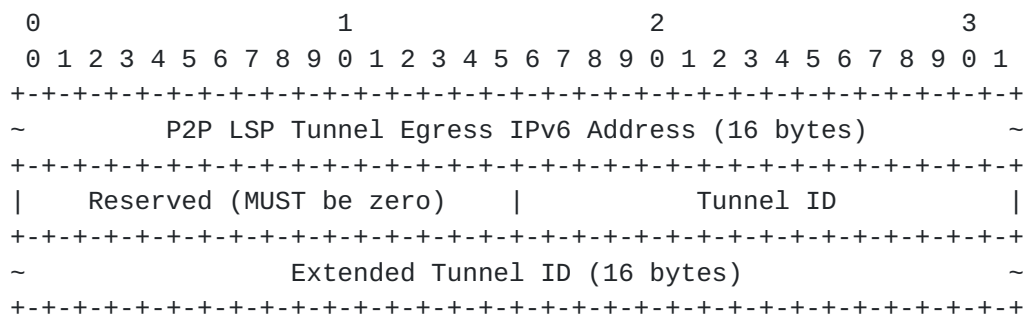 0                   1                   2                   3
 0 1 2 3 4 5 6 7 8 9 0 1 2 3 4 5 6 7 8 9 0 1 2 3 4 5 6 7 8 9 0 1
+-+-+-+-+-+-+-+-+-+-+-+-+-+-+-+-+-+-+-+-+-+-+-+-+-+-+-+-+-+-+-+-+
~         P2P LSP Tunnel Egress IPv6 Address (16 bytes)         ~
+-+-+-+-+-+-+-+-+-+-+-+-+-+-+-+-+-+-+-+-+-+-+-+-+-+-+-+-+-+-+-+-+
|    Reserved (MUST be zero)    |           Tunnel ID           |
+-+-+-+-+-+-+-+-+-+-+-+-+-+-+-+-+-+-+-+-+-+-+-+-+-+-+-+-+-+-+-+-+
~                 Extended Tunnel ID (16 bytes)                 ~
+-+-+-+-+-+-+-+-+-+-+-+-+-+-+-+-+-+-+-+-+-+-+-+-+-+-+-+-+-+-+-+-+